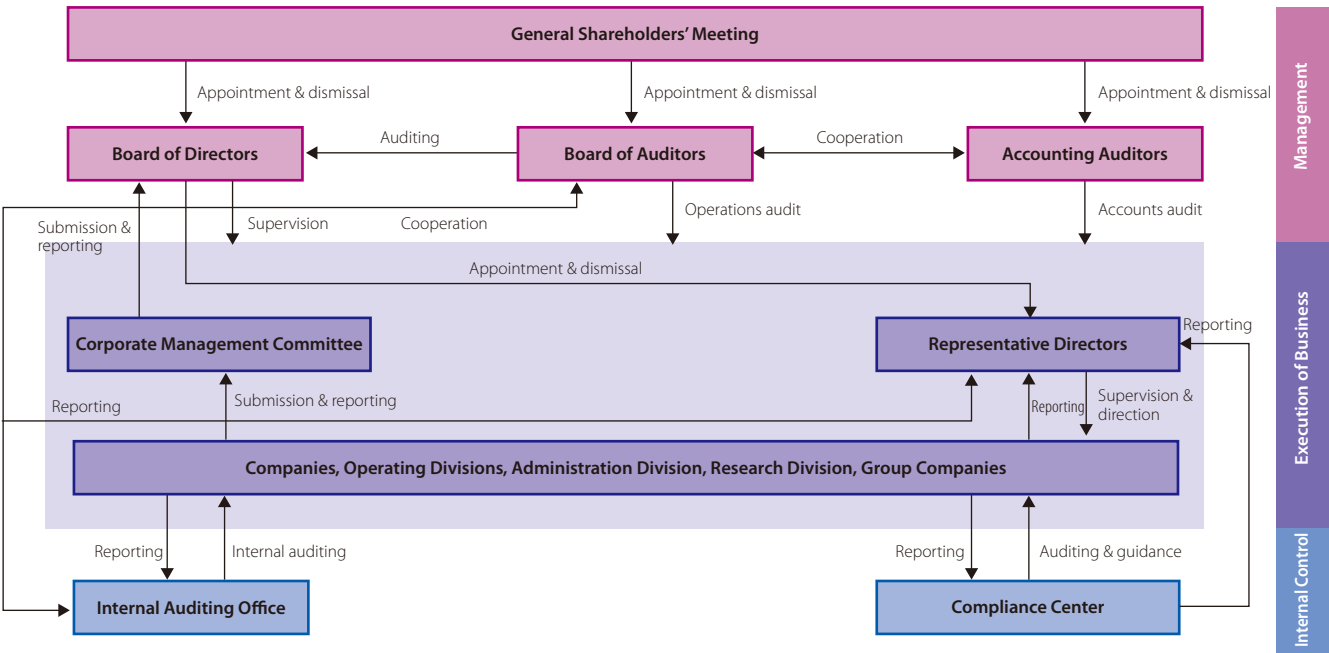 General Shareholders’ Meeting
Appointment & dismissal
Appointment & dismissal
Appointment & dismissal
Board of Directors
Auditing
Board of Auditors
Cooperation
Accounting Auditors
Management
Submission &
reporting
Supervision
Cooperation
Operations audit
Accounts audit
Appointment & dismissal
Corporate Management Committee
Representative Directors
Reporting
Reporting
Submission & reporting
Reporting
Supervision &
direction
Execution of Business
Companies, Operating Divisions, Administration Division, Research Division, Group Companies
Reporting
Internal auditing
Reporting
Auditing & guidance
Internal Auditing Office
Compliance Center
Internal Control